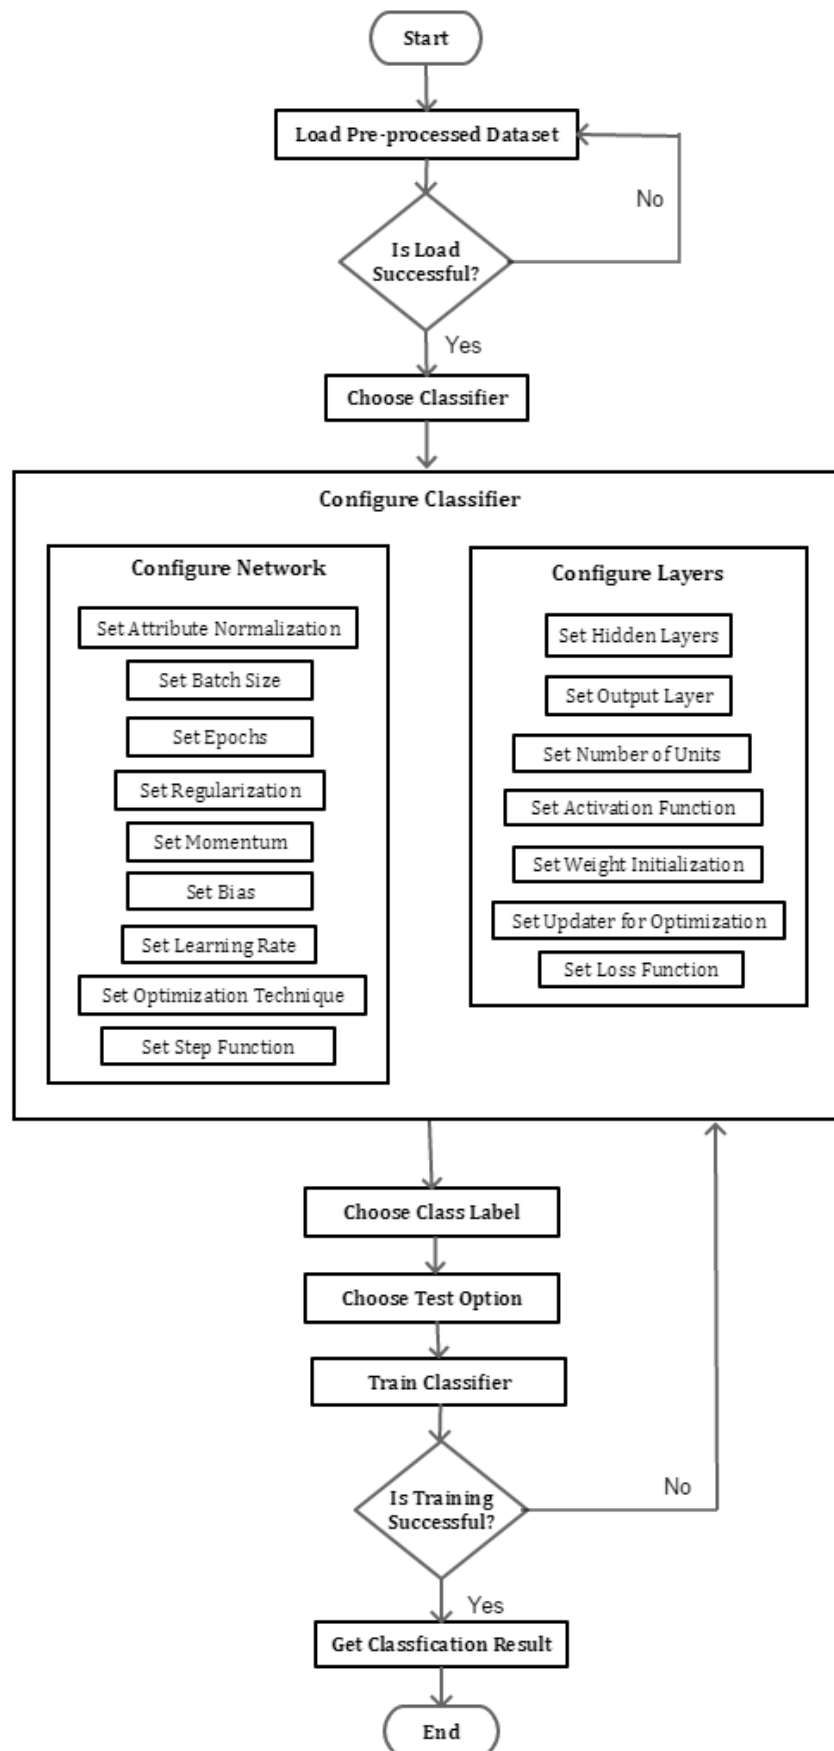 Start
Load Pre-processed Dataset
No
Is Load
Successful?
Yes
Choose Classifier
Configure Classifier
Configure Network
Set Attribute Normalization
Set Batch Size
Set Epochs
Set Regularization
Set Momentum
Set Bias
Set Learning Rate
Set Optimization Technique
Set Step Function
Configure Layers
Set Hidden Layers
Set Output Layer
Set Number of Units
Set Activation Function
Set Weight Initialization
Set Updater for Optimization
Set Loss Function
Choose Class Label
Choose Test Option
Train Classifier
Is Training
Successful?
No
Yes
Get Classfication Result
End